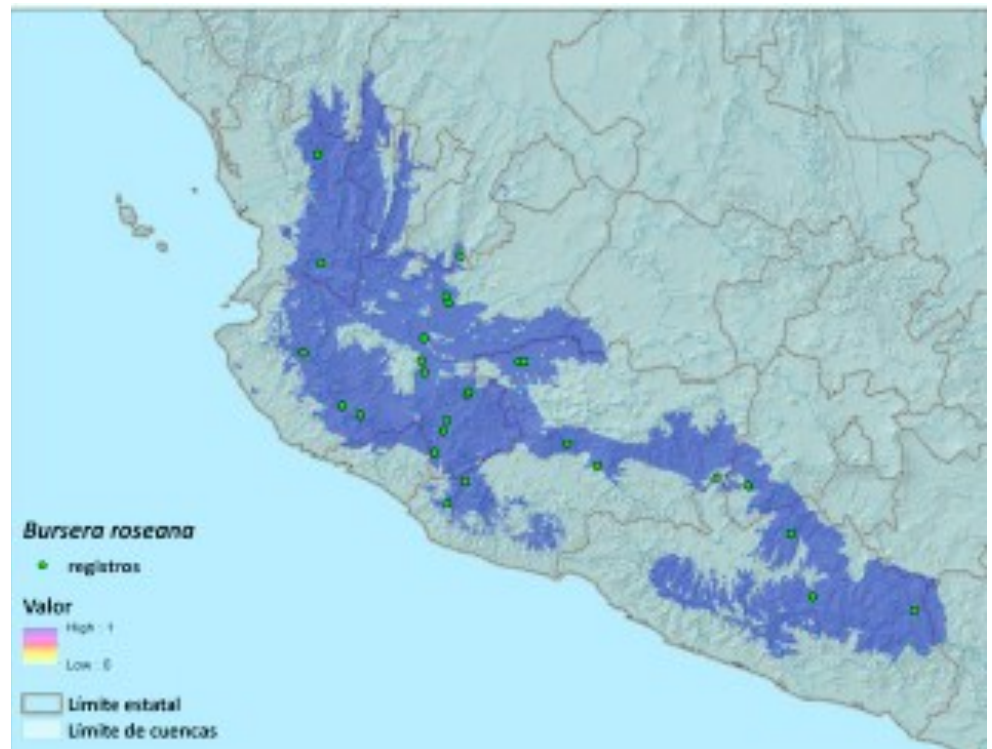 Bursera roseana
registros
Valor
High : 1
Low : 0
Límite estatal
Límite de cuencas